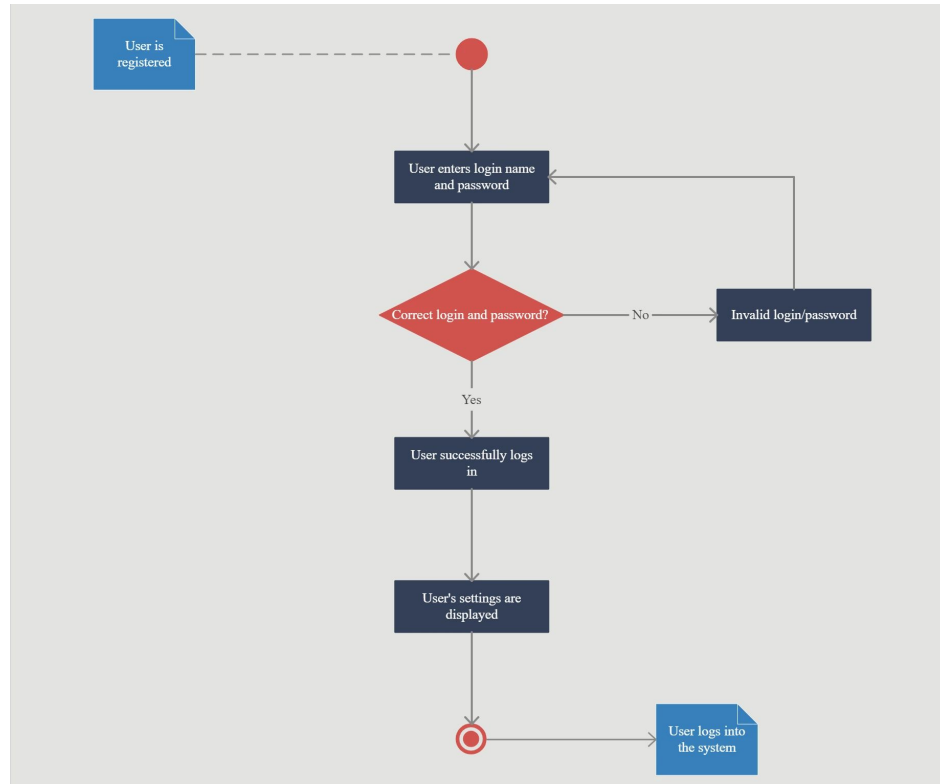 User is
registered
User enters login name
and password
Correct login and password?
No
Invalid login/password
Yes
User successfully logs
in
User's settings are
displayed
User logs into
the system